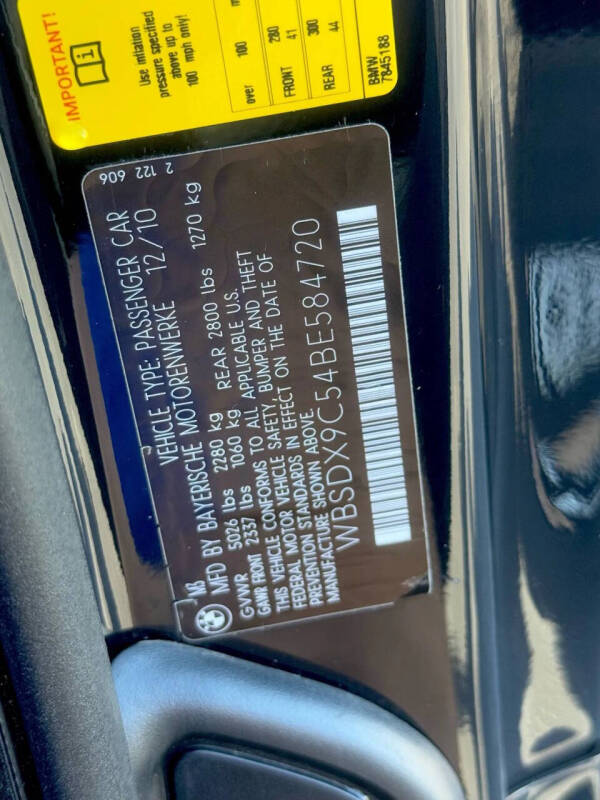 IMPORTANT!
Use inflation
pressure specified
above up to
100 mph only!
over 100 m
280 300
FRONT 41
REAR 44
BMW
7845188
2 122 606
M3
VEHICLE TYPE: PASSENGER CAR
MFD BY BAYERISCHE MOTORENWERKE 12/10
GVWR 5026 lbs 2280 kg REAR 2800 lbs 1270 kg
GAWR FRONT 2337 lbs 1060 kg
THIS VEHICLE CONFORMS TO ALL APPLICABLE U.S.
FEDERAL MOTOR VEHICLE SAFETY, BUMPER AND THEFT
PREVENTION STANDARDS IN EFFECT ON THE DATE OF
MANUFACTURE SHOWN ABOVE.
WBSDX9C54BE584720